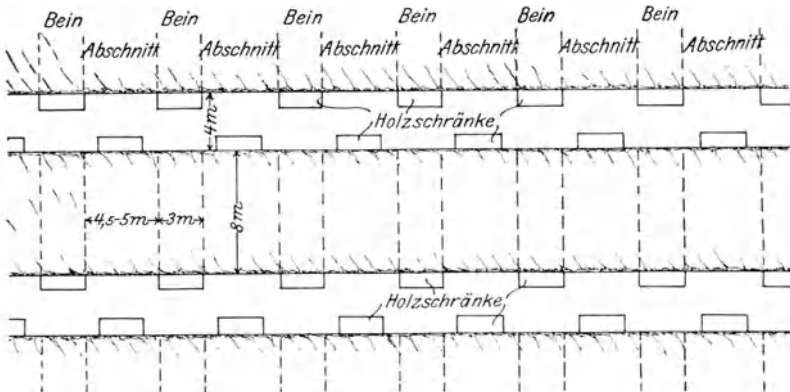 Bein Bein Bein Bein Bein Bein
Abschnitt Abschnitt Abschnitt Abschnitt Abschnitt Abschnitt
4m
Holzschränke
4,5-5m 3m 8m
Holzschränke